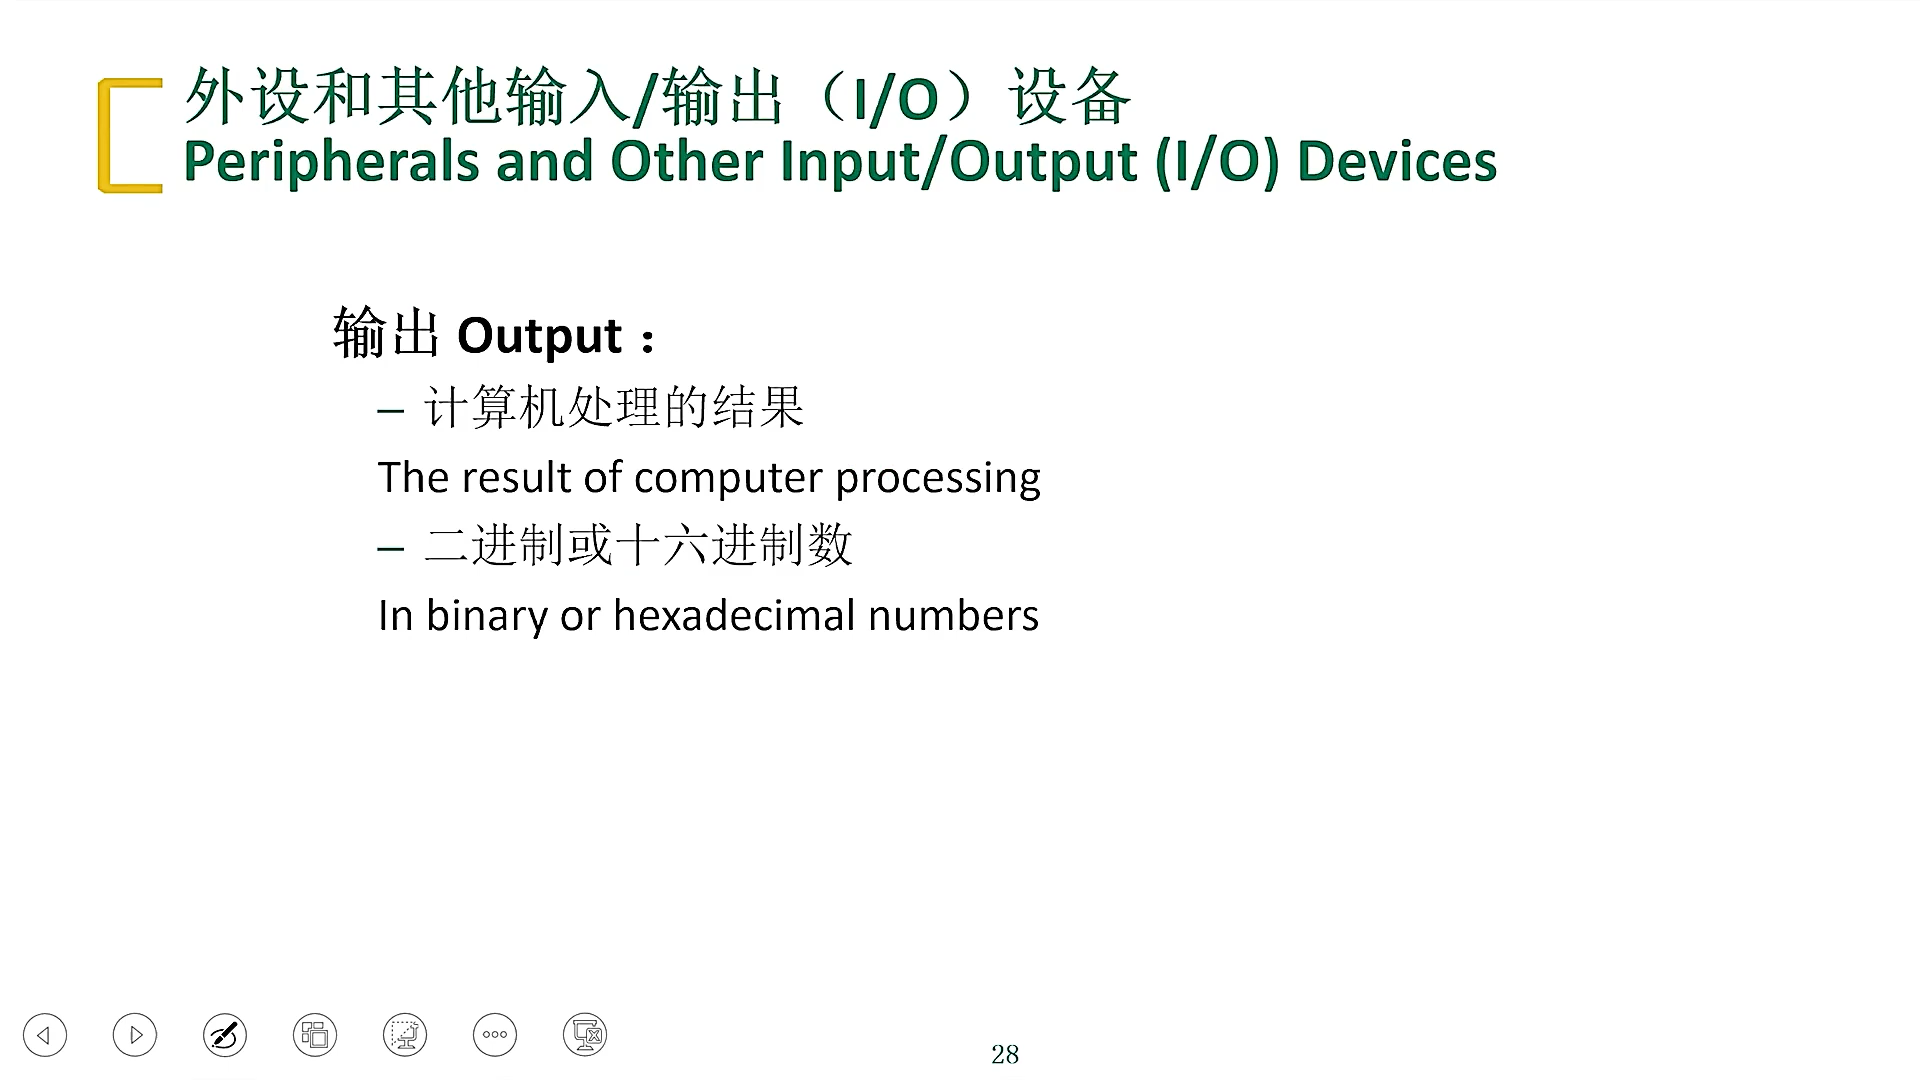 外设和其他输入/输出（I/O）设备
Peripherals and Other Input/Output (I/O) Devices
输出 Output：
– 计算机处理的结果
The result of computer processing
– 二进制或十六进制数
In binary or hexadecimal numbers
28